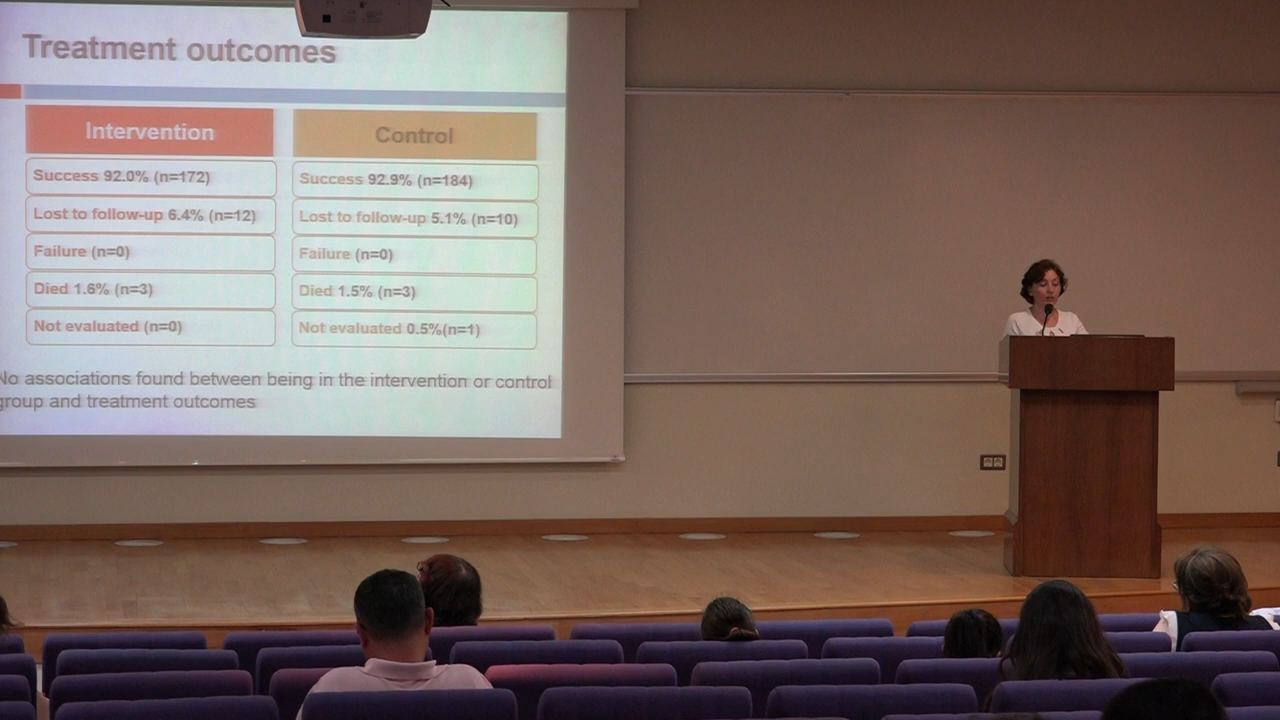 Treatment outcomes
Intervention
Success 92.0% (n=172)
Lost to follow-up 6.4% (n=12)
Failure (n=0)
Died 1.6% (n=3)
Not evaluated (n=0)
Control
Success 92.9% (n=184)
Lost to follow-up 5.1% (n=10)
Failure (n=0)
Died 1.5% (n=3)
Not evaluated 0.5%(n=1)
No associations found between being in the intervention or control
group and treatment outcomes